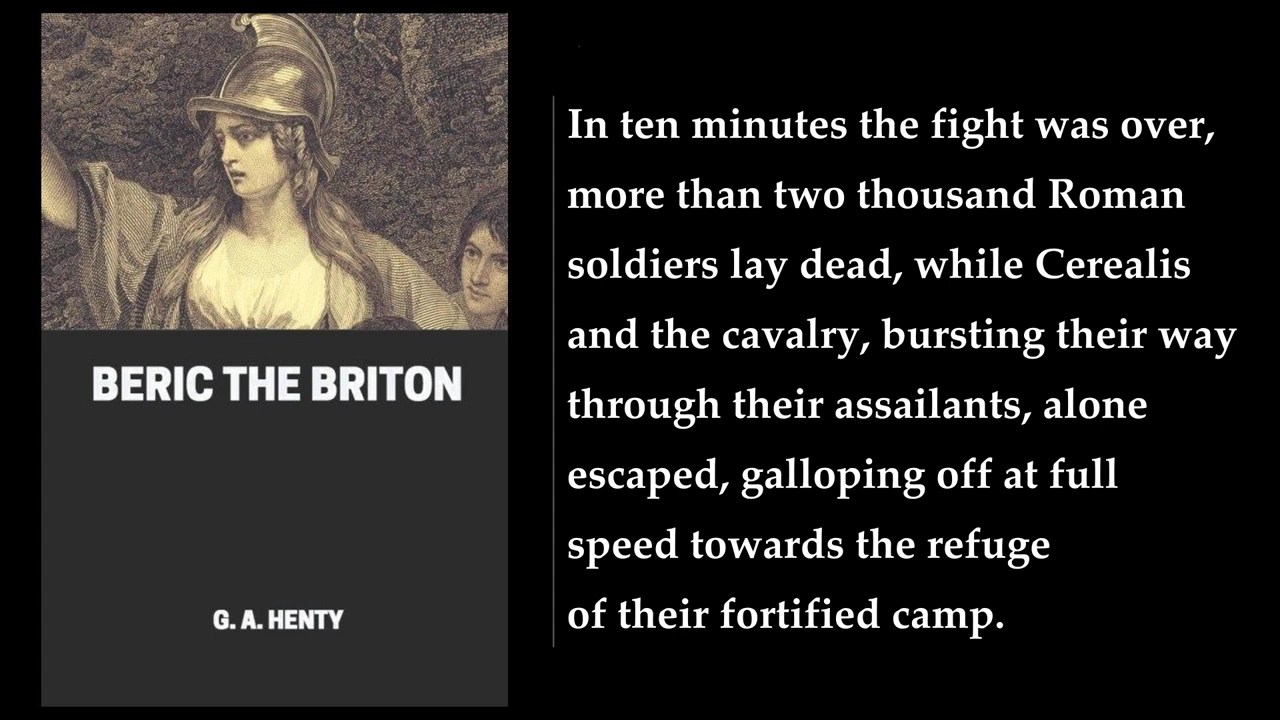 BERIC THE BRITON
G. A. HENTY
In ten minutes the fight was over,
more than two thousand Roman
soldiers lay dead, while Cerealis
and the cavalry, bursting their way
through their assailants, alone
escaped, galloping off at full
speed towards the refuge
of their fortified camp.